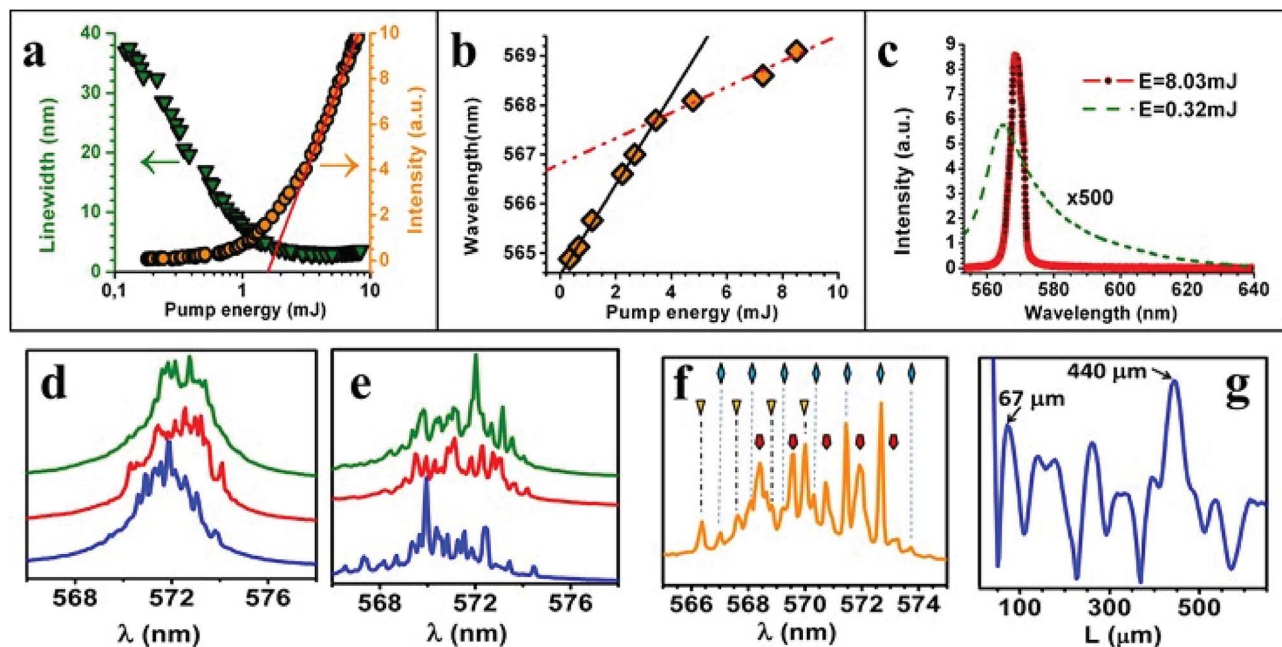 a
40
30
20
10
0
Linewidth (nm)
10
8
6
4
2
0
Intensity (a.u.)
0,1
1
10
Pump energy (mJ)
b
569
568
567
566
565
Wavelength(nm)
0
2
4
6
8
10
Pump energy (mJ)
c
9
8
7
6
5
4
3
2
1
0
Intensity (a.u.)
E=8.03mJ
E=0.32mJ
x500
560
580
600
620
640
Wavelength (nm)
d
568
572
576
λ (nm)
e
568
572
576
λ (nm)
f
566
568
570
572
574
λ (nm)
g
67 μm
440 μm
100
300
500
L (μm)